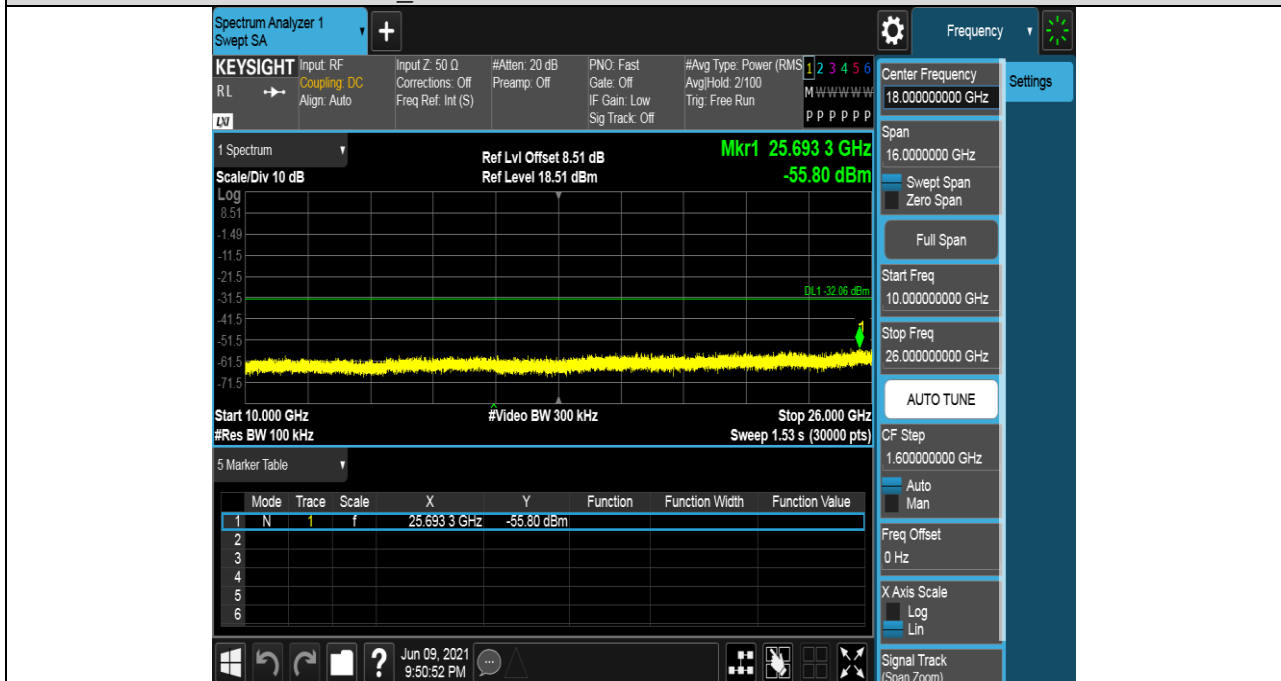 Spectrum Analyzer 1
Swept SA
+
Frequency
KEYSIGHT
RL
LXI
Input: RF
Coupling: DC
Align: Auto
Input Z: 50 Ω
Corrections: Off
Freq Ref: Int (S)
#Atten: 20 dB
Preamp: Off
PNO: Fast
Gate: Off
IF Gain: Low
Sig Track: Off
#Avg Type: Power (RMS
Avg|Hold: 2/100
Trig: Free Run
1 2 3 4 5 6
M W W W W W
P P P P P P
1 Spectrum
Scale/Div 10 dB
Ref Lvl Offset 8.51 dB
Ref Level 18.51 dBm
Mkr1 25.693 3 GHz
-55.80 dBm
Log
8.51
-1.49
-11.5
-21.5
-31.5
-41.5
-51.5
-61.5
-71.5
DL1 -32.06 dBm
1
Start 10.000 GHz
#Video BW 300 kHz
Stop 26.000 GHz
#Res BW 100 kHz
Sweep 1.53 s (30000 pts)
5 Marker Table
Mode Trace Scale X Y Function Function Width Function Value
1 N 1 f 25.693 3 GHz -55.80 dBm
2
3
4
5
6
?
Jun 09, 2021
9:50:52 PM
Center Frequency
18.000000000 GHz
Span
16.0000000 GHz
Swept Span
Zero Span
Full Span
Start Freq
10.000000000 GHz
Stop Freq
26.000000000 GHz
AUTO TUNE
CF Step
1.600000000 GHz
Auto
Man
Freq Offset
0 Hz
X Axis Scale
Log
Lin
Signal Track
(Span Zoom)
Settings